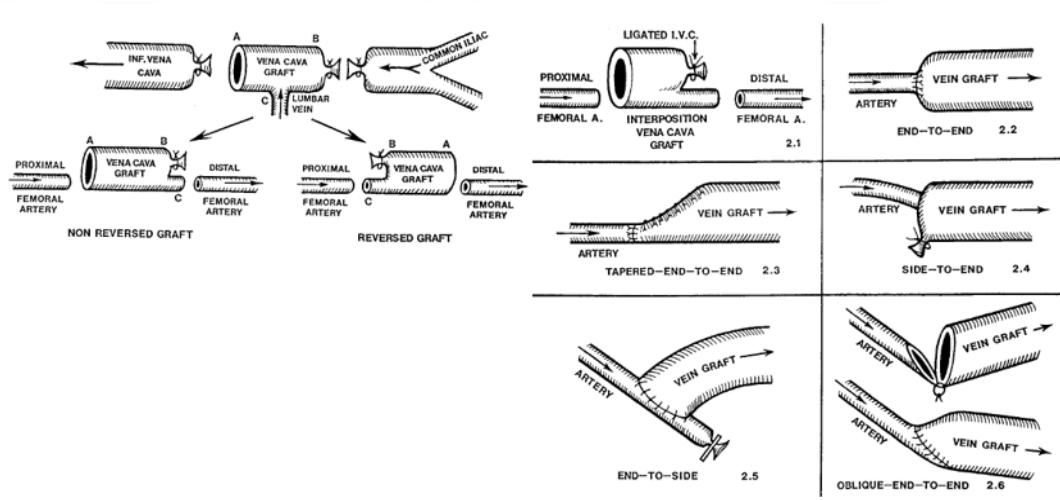 A
B
INF. VENA
CAVA
VENA CAVA
GRAFT
COMMON ILIAC
C
LUMBAR
VEIN
A
B
PROXIMAL
VENA CAVA
GRAFT
DISTAL
FEMORAL
ARTERY
C
FEMORAL
ARTERY
NON REVERSED GRAFT
B
A
PROXIMAL
VENA CAVA
GRAFT
DISTAL
C
FEMORAL
ARTERY
FEMORAL
ARTERY
REVERSED GRAFT
LIGATED I.V.C.
PROXIMAL
DISTAL
FEMORAL A.
INTERPOSITION
VENA CAVA
GRAFT
FEMORAL A.
2.1
VEIN GRAFT
ARTERY
END-TO-END 2.2
VEIN GRAFT
ARTERY
TAPERED-END-TO-END 2.3
ARTERY
VEIN GRAFT
SIDE-TO-END 2.4
VEIN GRAFT
ARTERY
END-TO-SIDE 2.5
VEIN GRAFT
ARTERY
VEIN GRAFT
ARTERY
OBLIQUE-END-TO-END 2.6